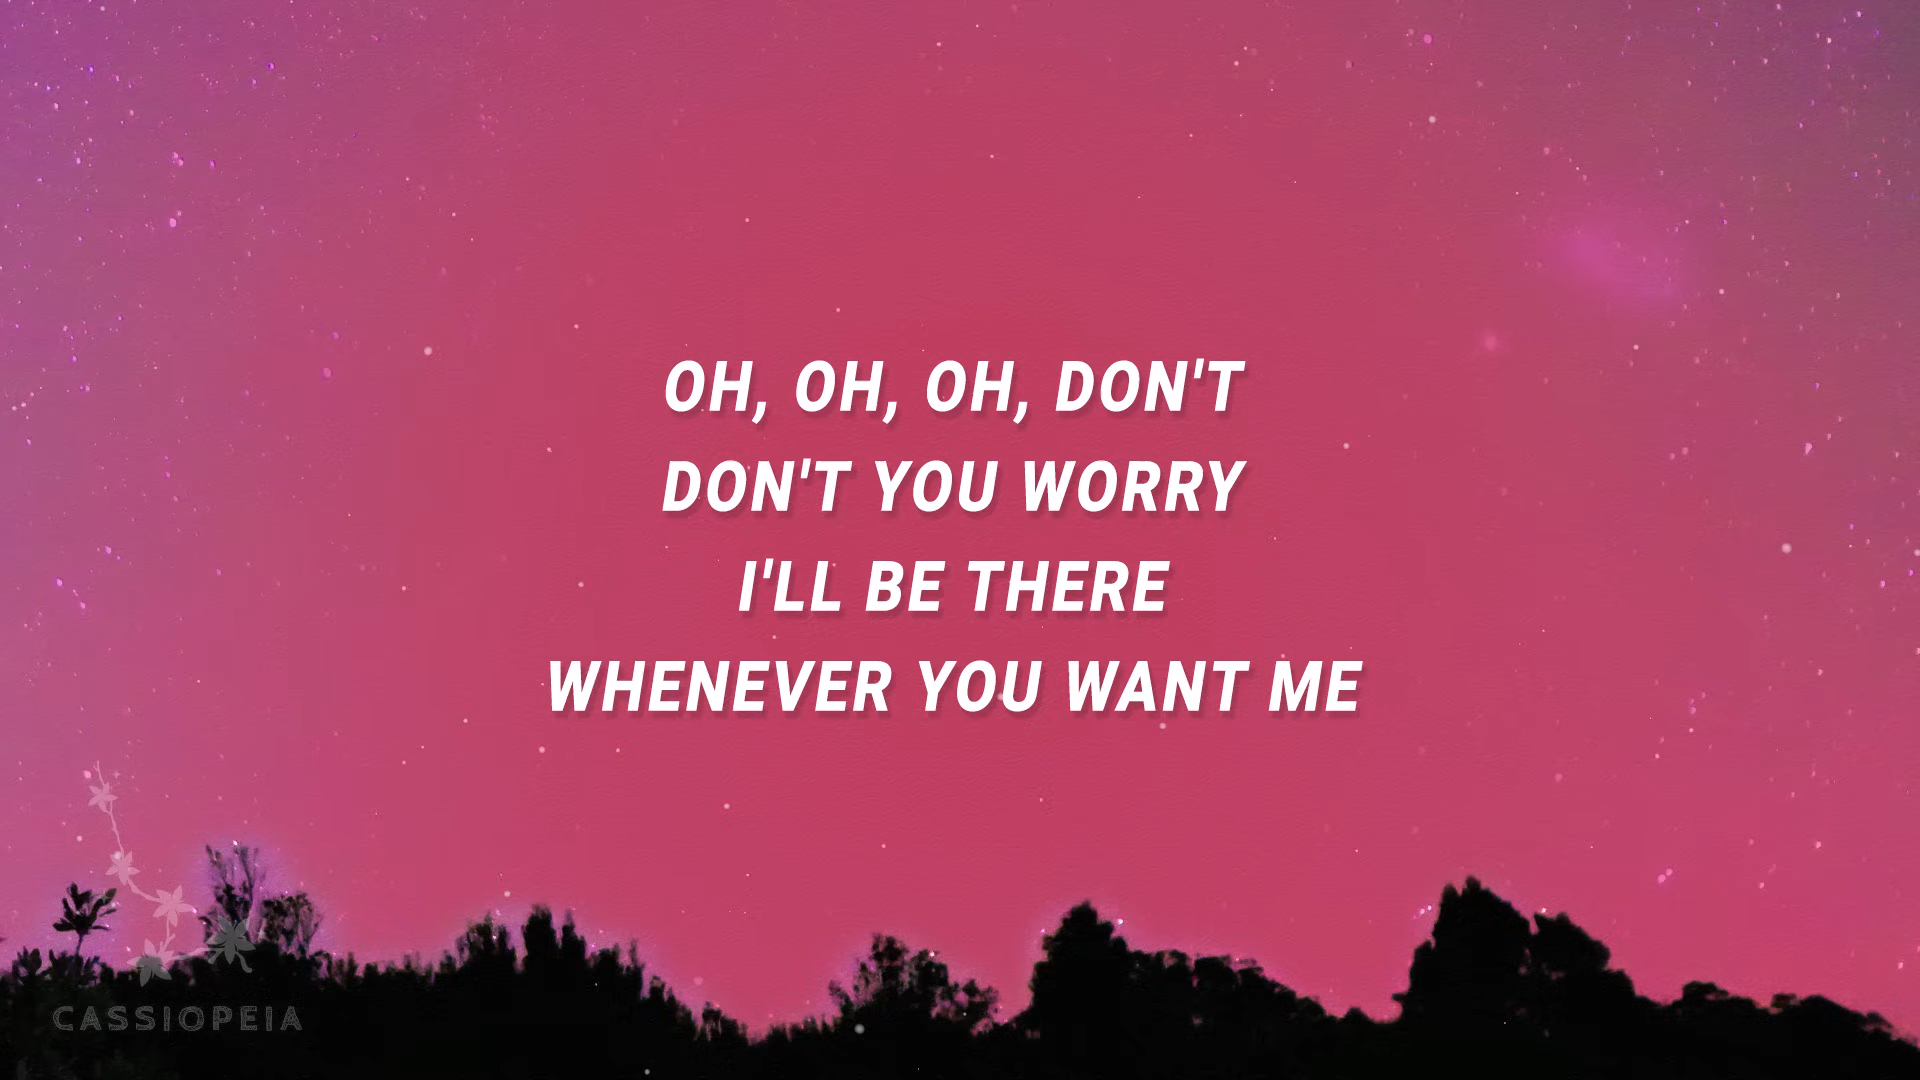 OH, OH, OH, DON'T
DON'T YOU WORRY
I'LL BE THERE
WHENEVER YOU WANT ME
CASSIOPEIA